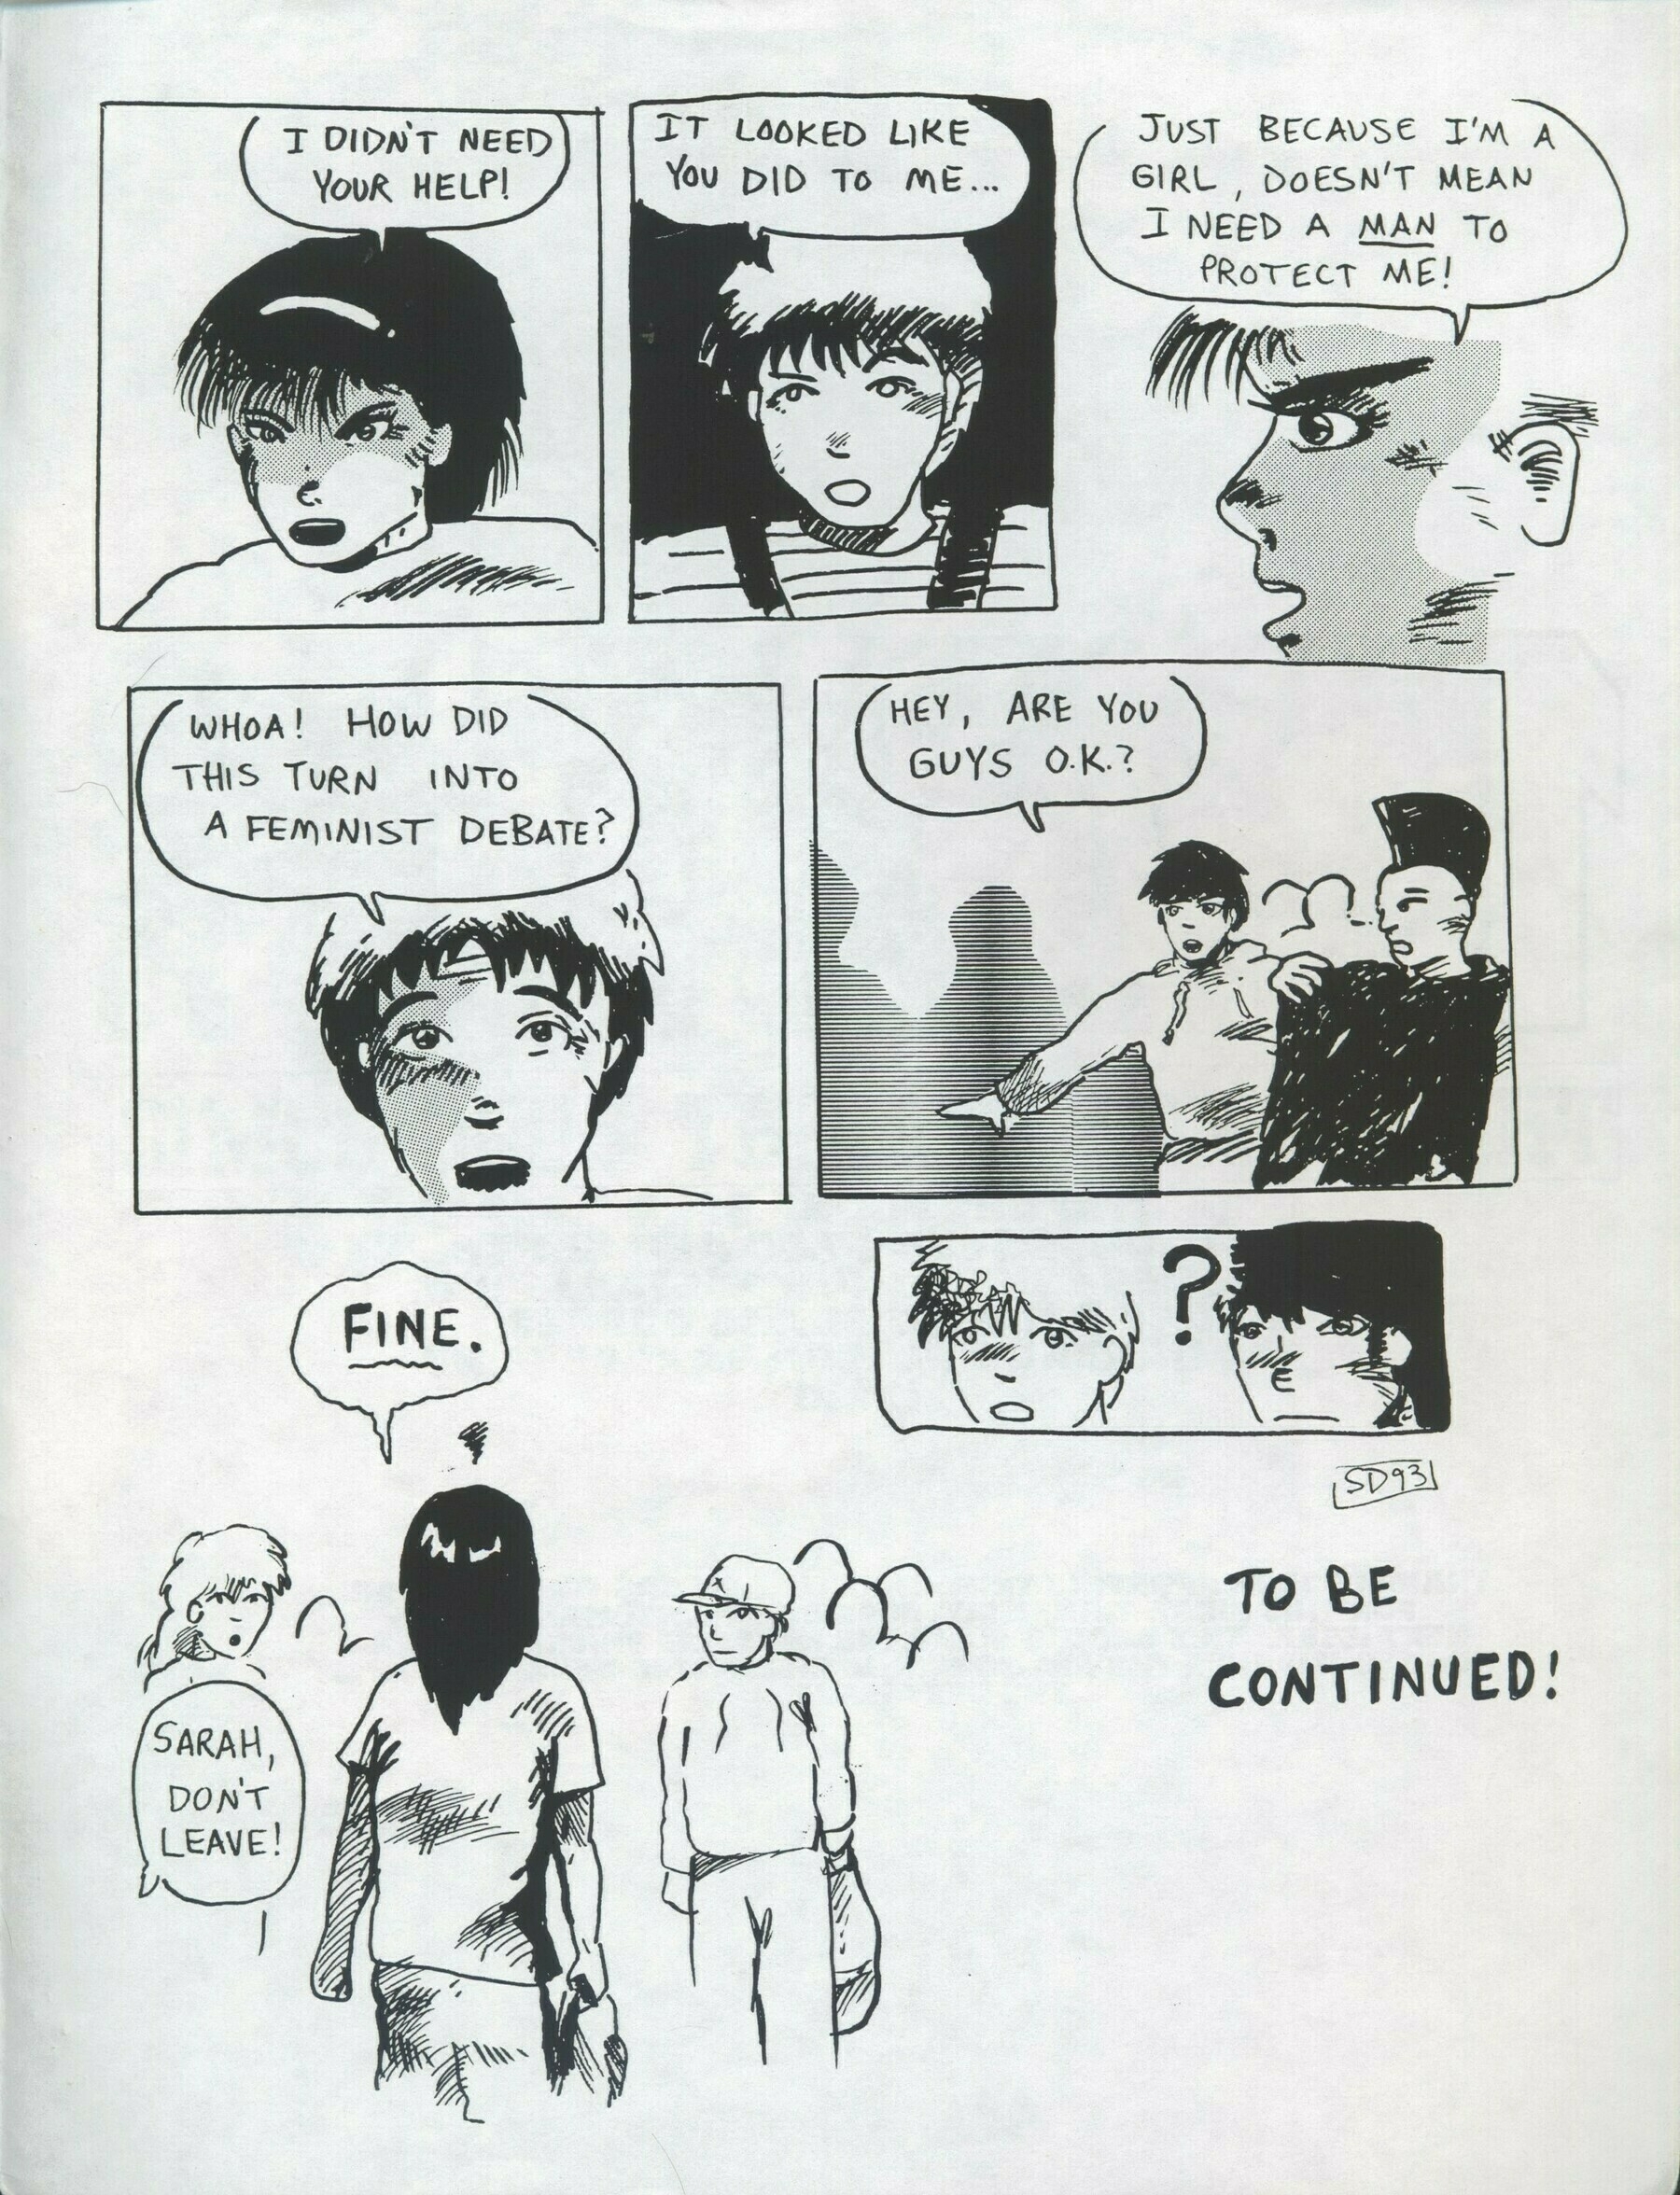 I DIDN'T NEED
YOUR HELP!
IT LOOKED LIKE
YOU DID TO ME...
JUST BECAUSE I'M A
GIRL, DOESN'T MEAN
I NEED A MAN TO
PROTECT ME!
WHOA! HOW DID
THIS TURN INTO
A FEMINIST DEBATE?
HEY, ARE YOU
GUYS O.K.?
?
FINE.
SARAH,
DON'T
LEAVE!
X
SD93
TO BE
CONTINUED!